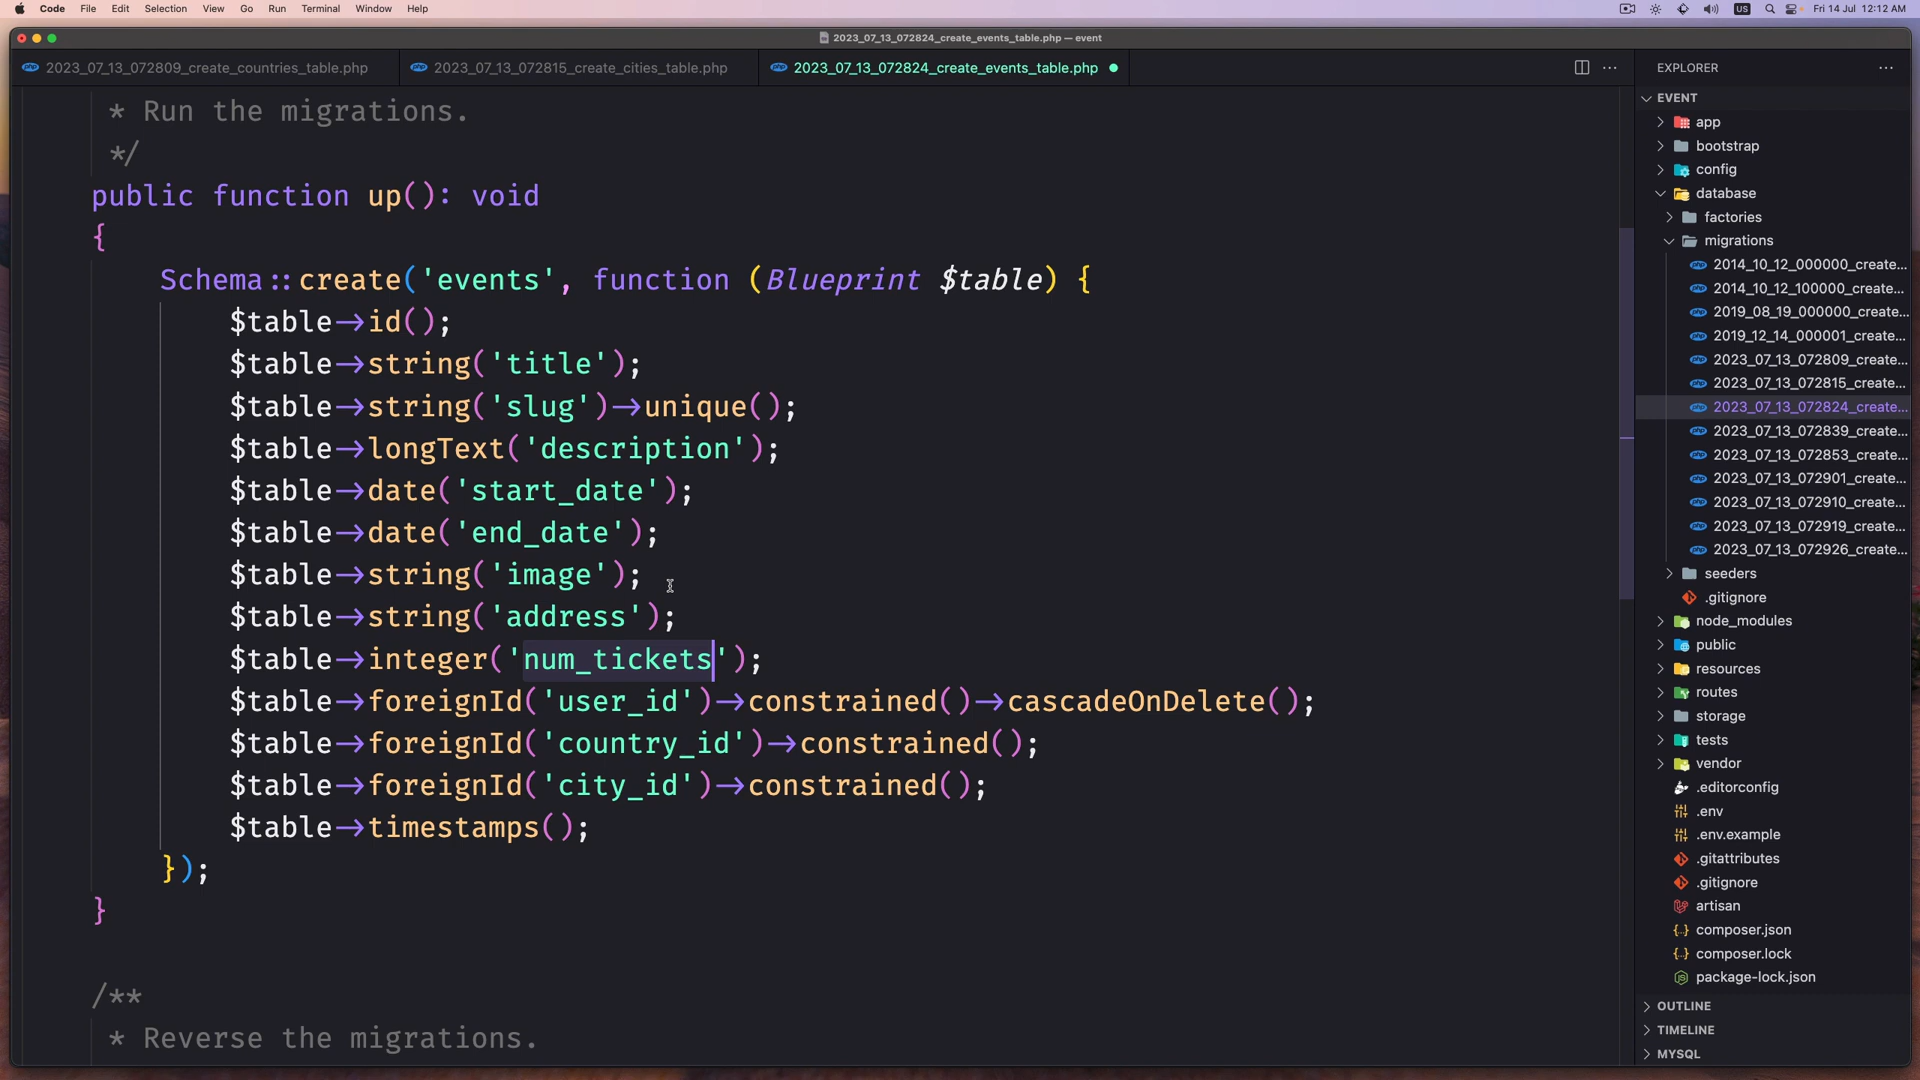 Code File Edit Selection View Go Run Terminal Window Help US Fri 14 Jul 12:12 AM
2023_07_13_072824_create_events_table.php — event
2023_07_13_072809_create_countries_table.php 2023_07_13_072815_create_cities_table.php 2023_07_13_072824_create_events_table.php
* Run the migrations.
*/
public function up(): void
{
Schema::create('events', function (Blueprint $table) {
$table->id();
$table->string('title');
$table->string('slug')->unique();
$table->longText('description');
$table->date('start_date');
$table->date('end_date');
$table->string('image');
$table->string('address');
$table->integer('num_tickets');
$table->foreignId('user_id')->constrained()->cascadeOnDelete();
$table->foreignId('country_id')->constrained();
$table->foreignId('city_id')->constrained();
$table->timestamps();
});
}
/**
* Reverse the migrations.
EXPLORER
EVENT
app
bootstrap
config
database
factories
migrations
2014_10_12_000000_create...
2014_10_12_100000_create...
2019_08_19_000000_create...
2019_12_14_000001_create...
2023_07_13_072809_create...
2023_07_13_072815_create...
2023_07_13_072824_create...
2023_07_13_072839_create...
2023_07_13_072853_create...
2023_07_13_072901_create...
2023_07_13_072910_create...
2023_07_13_072919_create...
2023_07_13_072926_create...
seeders
.gitignore
node_modules
public
resources
routes
storage
tests
vendor
.editorconfig
.env
.env.example
.gitattributes
.gitignore
artisan
composer.json
composer.lock
package-lock.json
OUTLINE
TIMELINE
MYSQL